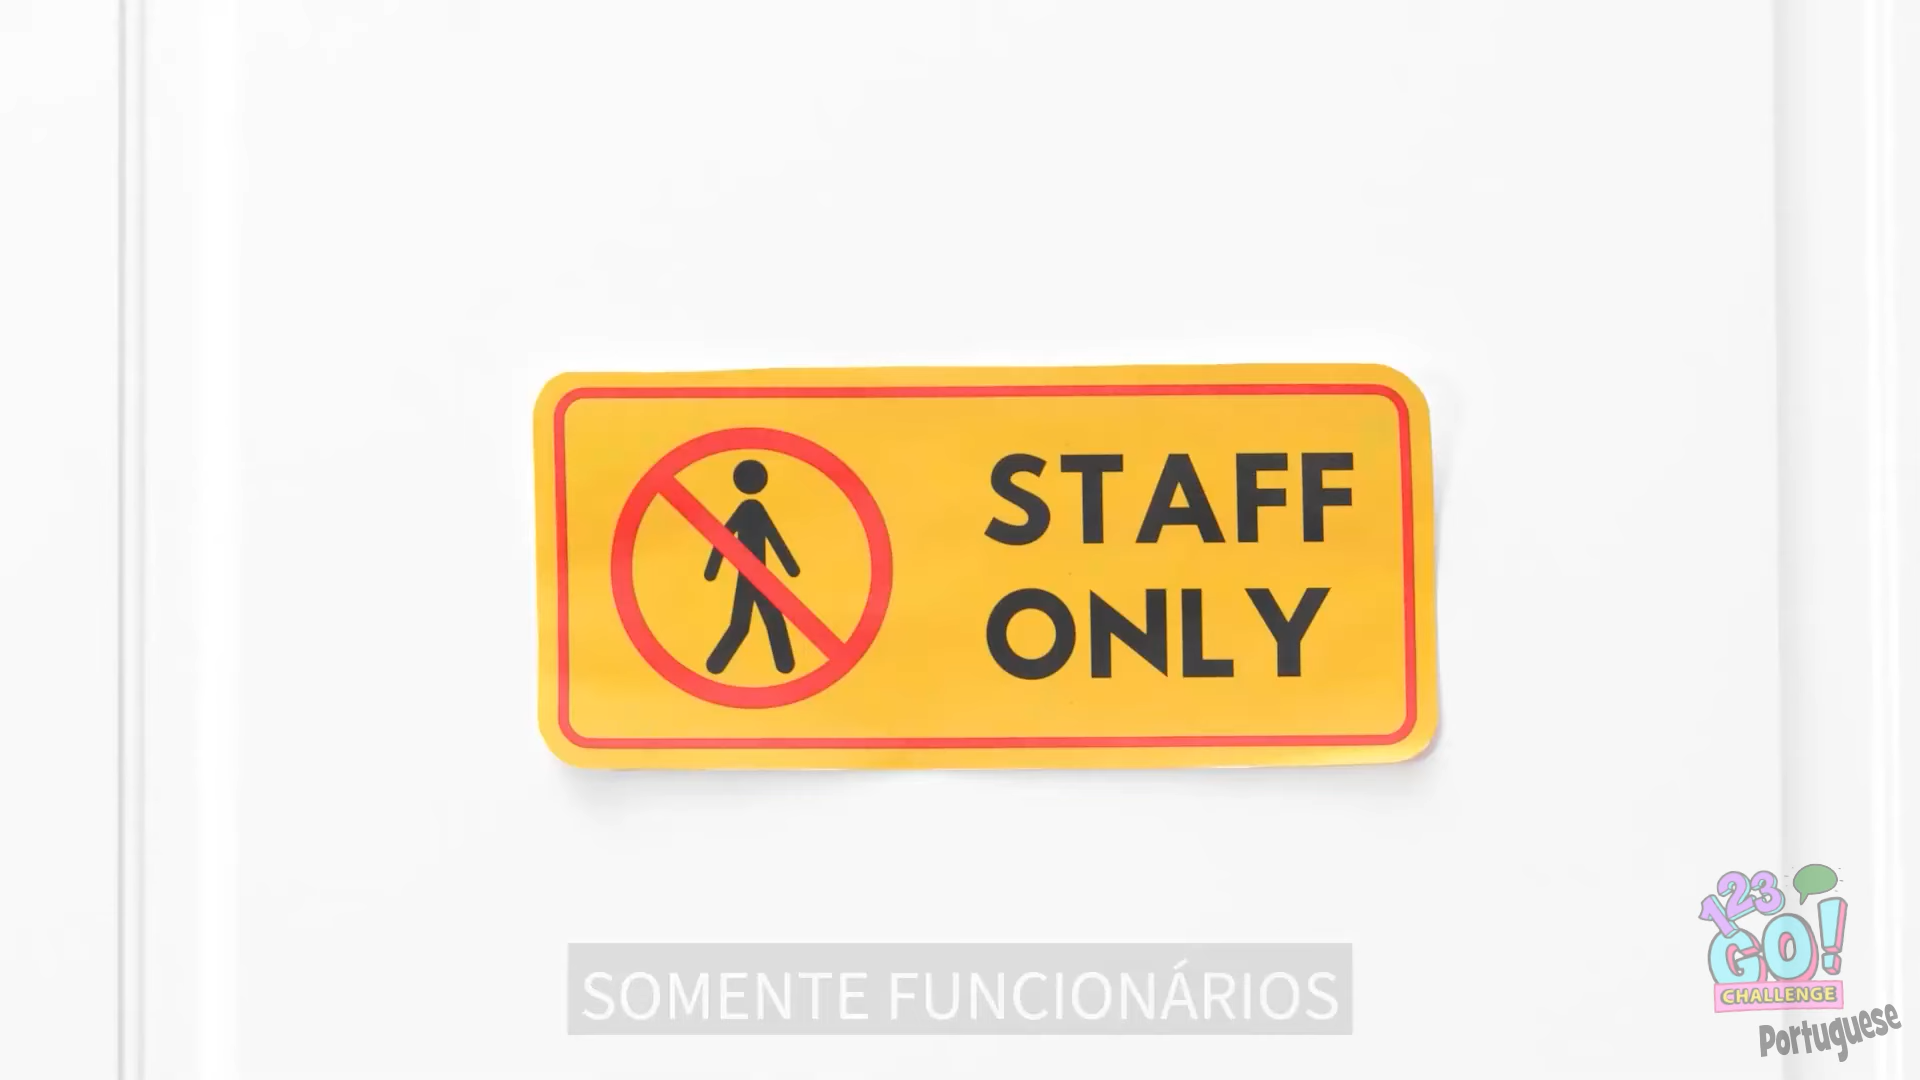 STAFF
ONLY
SOMENTE FUNCIONÁRIOS
123
GO!
CHALLENGE
Portuguese